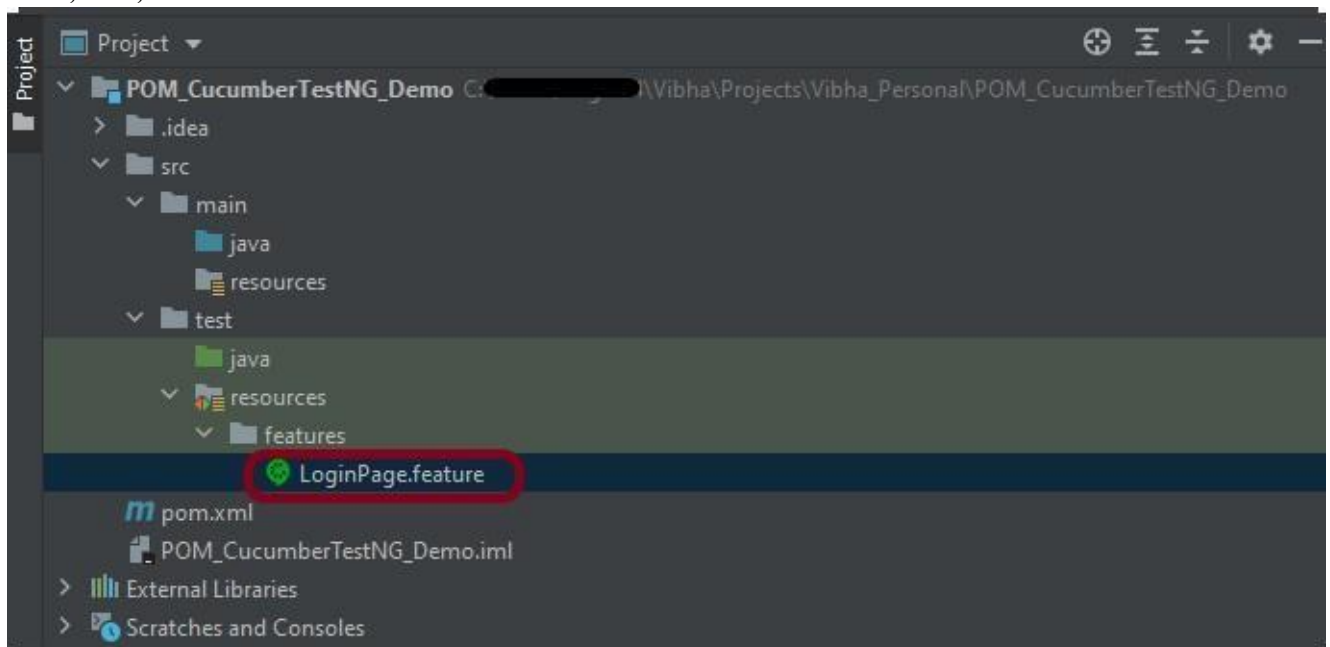 Project
Project
POM_CucumberTestNG_Demo C:\Vibha\Projects\Vibha_Personal\POM_CucumberTestNG_Demo
.idea
src
main
java
resources
test
java
resources
features
LoginPage.feature
m pom.xml
POM_CucumberTestNG_Demo.iml
External Libraries
Scratches and Consoles